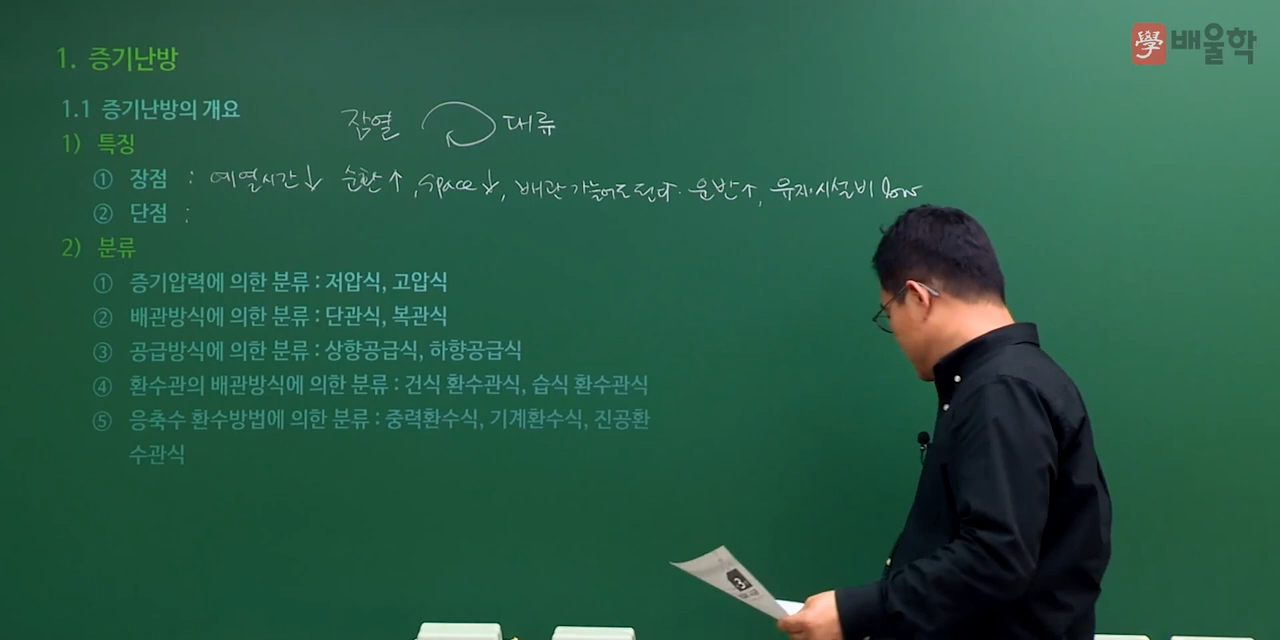 學 배울학
1. 증기난방
1.1 증기난방의 개요
잠열 대류
1) 특징
① 장점 : 예열시간↓ 순환↑, space↓, 배관 가늘어도 된다. 운반↑, 유지시설비 low
② 단점 :
2) 분류
① 증기압력에 의한 분류 : 저압식, 고압식
② 배관방식에 의한 분류 : 단관식, 복관식
③ 공급방식에 의한 분류 : 상향공급식, 하향공급식
④ 환수관의 배관방식에 의한 분류 : 건식 환수관식, 습식 환수관식
⑤ 응축수 환수방법에 의한 분류 : 중력환수식, 기계환수식, 진공환
수관식
3